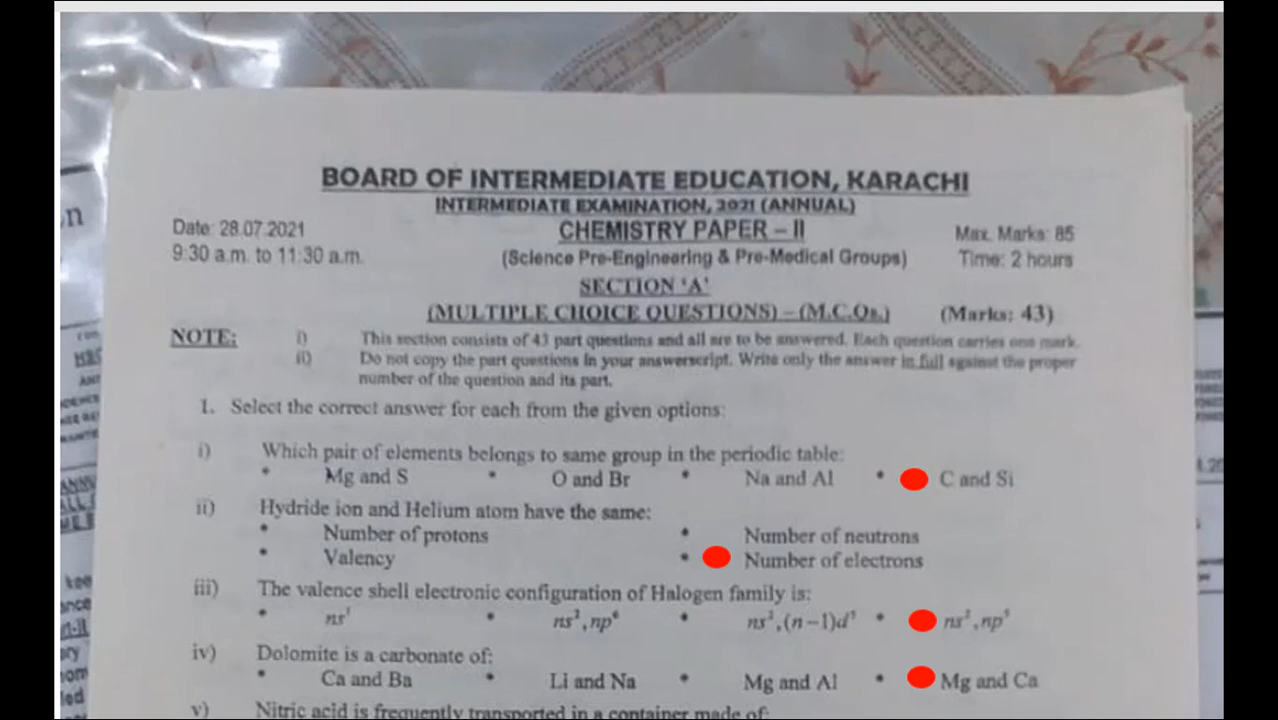 BOARD OF INTERMEDIATE EDUCATION, KARACHI
INTERMEDIATE EXAMINATION, 2021 (ANNUAL)
Date: 28.07.2021 CHEMISTRY PAPER – II Max. Marks: 85
9:30 a.m. to 11:30 a.m. (Science Pre-Engineering & Pre-Medical Groups) Time: 2 hours
SECTION 'A'
(MULTIPLE CHOICE QUESTIONS) – (M.C.Qs.) (Marks: 43)
NOTE: i) This section consists of 43 part questions and all are to be answered. Each question carries one mark.
ii) Do not copy the part questions in your answerscript. Write only the answer in full against the proper
number of the question and its part.
1. Select the correct answer for each from the given options:
i) Which pair of elements belongs to same group in the periodic table:
* Mg and S * O and Br * Na and Al * C and Si
ii) Hydride ion and Helium atom have the same:
* Number of protons * Number of neutrons
* Valency * Number of electrons
iii) The valence shell electronic configuration of Halogen family is:
* ns¹ * ns²,np⁶ * ns²,(n−1)d⁵ * ns²,np⁵
iv) Dolomite is a carbonate of:
* Ca and Ba * Li and Na * Mg and Al * Mg and Ca
v) Nitric acid is frequently transported in a container made of: